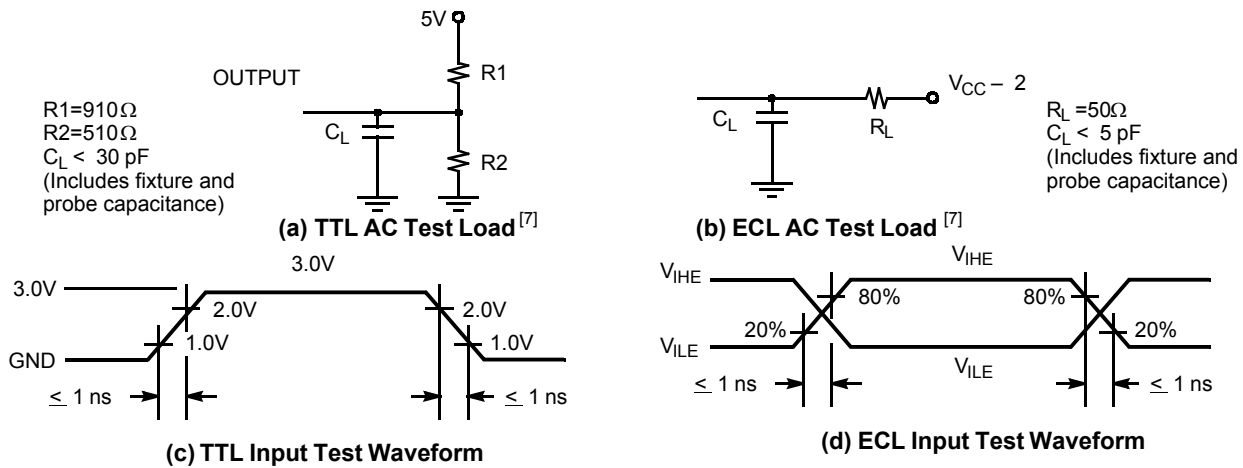 5V
OUTPUT
R1
R1=910Ω
R2=510Ω
C_L < 30 pF
(Includes fixture and
probe capacitance)
C_L
R2
(a) TTL AC Test Load [7]
V_CC – 2
C_L
R_L
R_L =50Ω
C_L < 5 pF
(Includes fixture and
probe capacitance)
(b) ECL AC Test Load [7]
3.0V
3.0V
2.0V
2.0V
1.0V
1.0V
GND
≤ 1 ns
≤ 1 ns
(c) TTL Input Test Waveform
V_IHE
V_IHE
80%
80%
20%
20%
V_ILE
V_ILE
≤ 1 ns
≤ 1 ns
(d) ECL Input Test Waveform